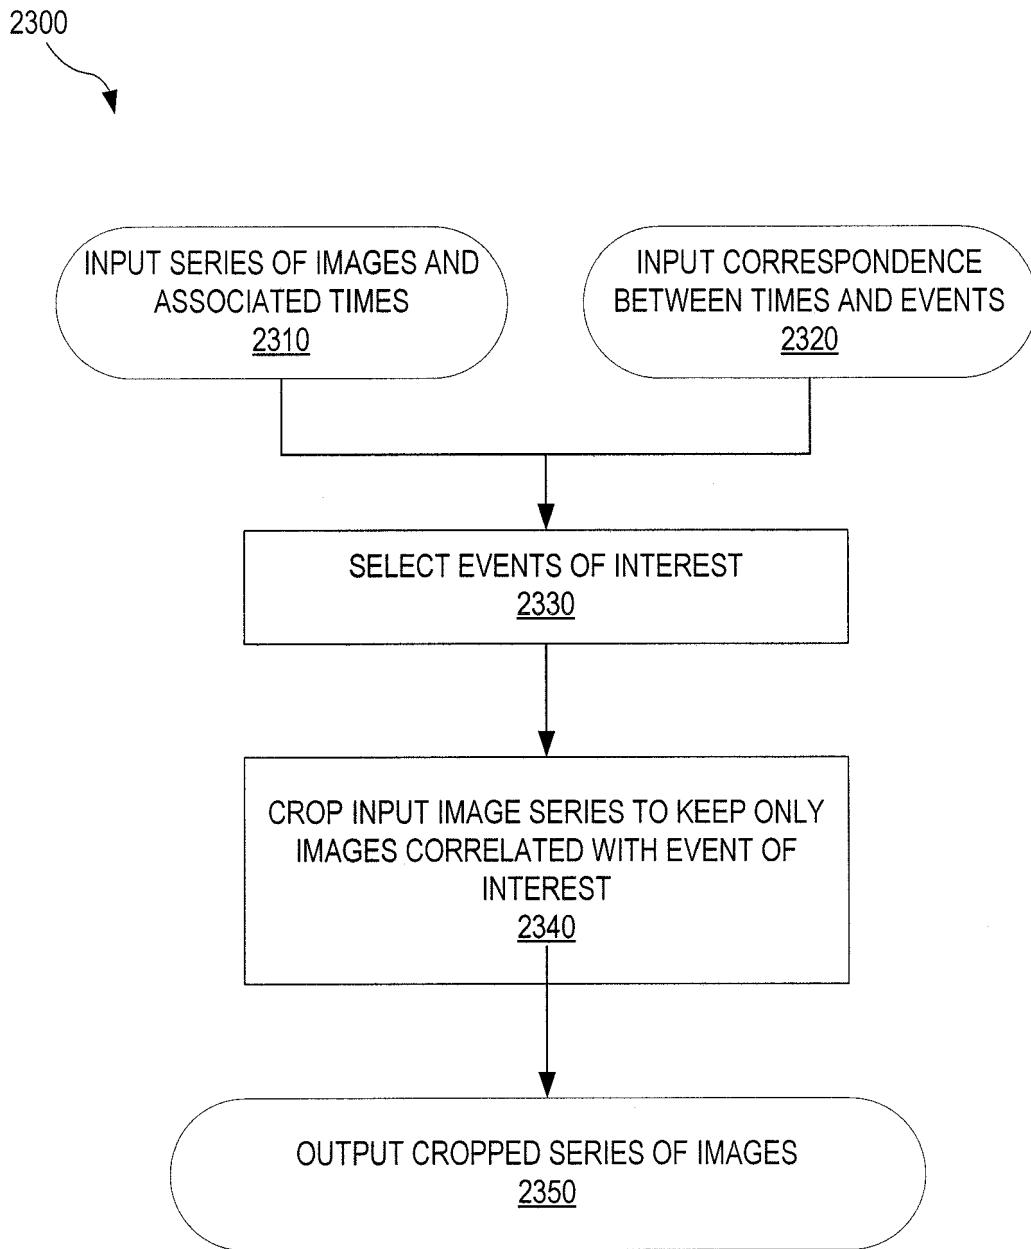 2300
INPUT SERIES OF IMAGES AND
ASSOCIATED TIMES
2310
INPUT CORRESPONDENCE
BETWEEN TIMES AND EVENTS
2320
SELECT EVENTS OF INTEREST
2330
CROP INPUT IMAGE SERIES TO KEEP ONLY
IMAGES CORRELATED WITH EVENT OF
INTEREST
2340
OUTPUT CROPPED SERIES OF IMAGES
2350